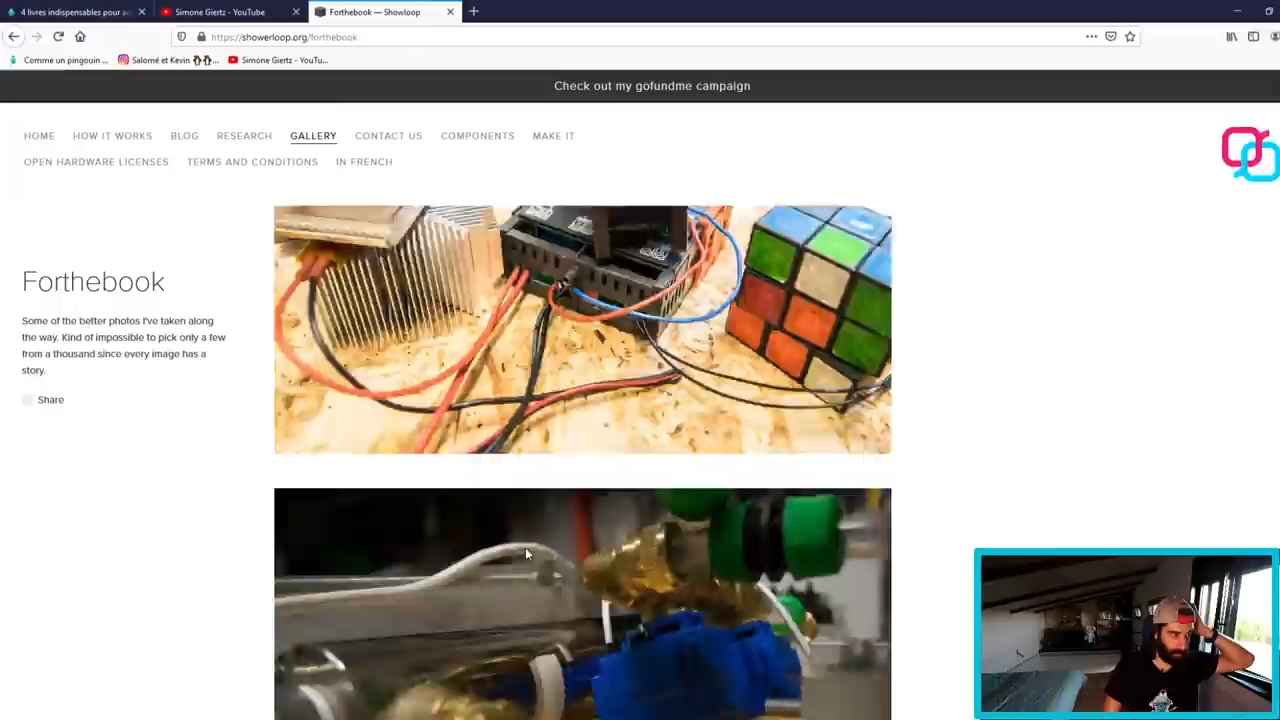 4 livres indispensables pour au
Simone Giertz - YouTube
Forthebook — Showloop
https://showerloop.org/forthebook
Comme un pingouin ...
Salomé et Kevin
Simone Giertz - YouTu...
Check out my gofundme campaign
HOME HOW IT WORKS BLOG RESEARCH GALLERY CONTACT US COMPONENTS MAKE IT
OPEN HARDWARE LICENSES TERMS AND CONDITIONS IN FRENCH
Forthebook
Some of the better photos I've taken along
the way. Kind of impossible to pick only a few
from a thousand since every image has a
story.
Share